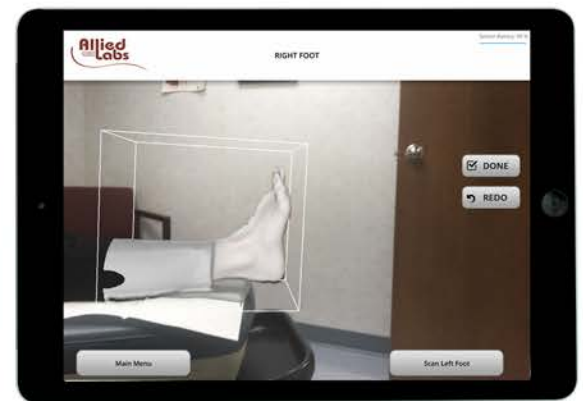 Allied
Labs
RIGHT FOOT
DONE
REDO
Main Menu
Scan Left Foot